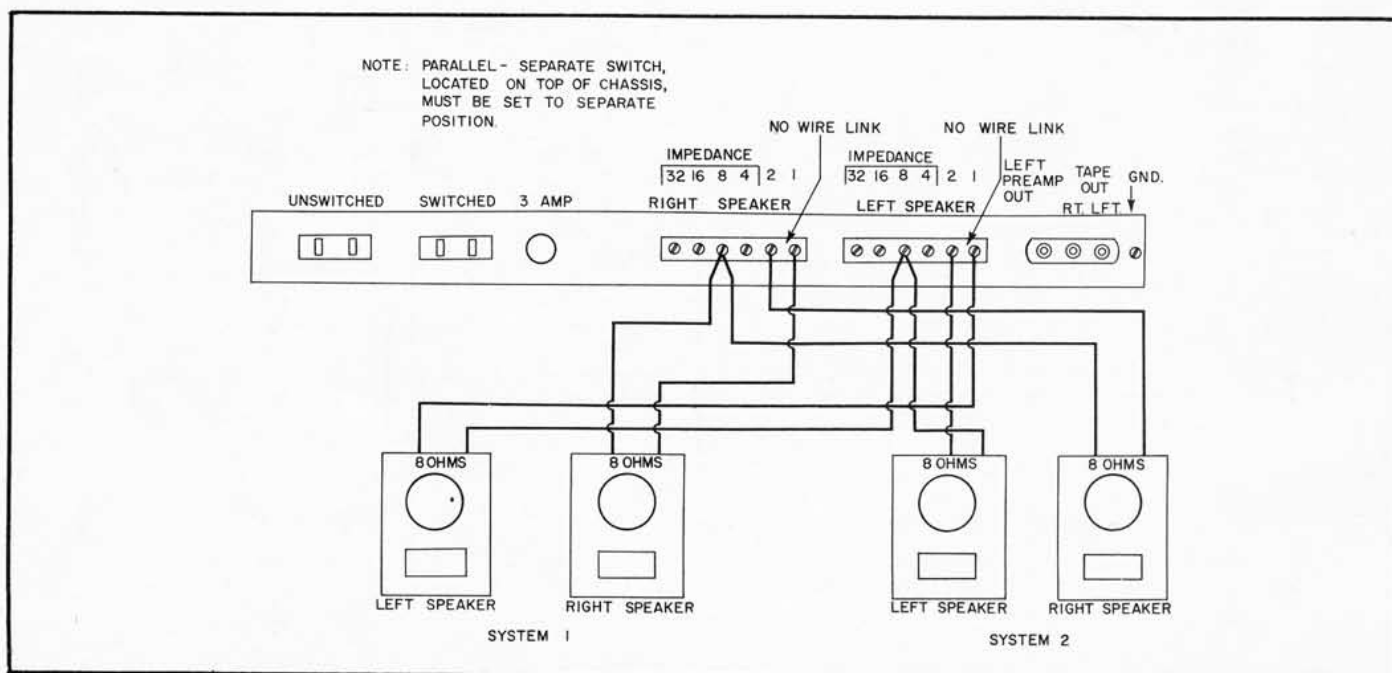 NOTE: PARALLEL- SEPARATE SWITCH,
LOCATED ON TOP OF CHASSIS,
MUST BE SET TO SEPARATE
POSITION.
NO WIRE LINK
NO WIRE LINK
IMPEDANCE
32 16 8 4 2 1
IMPEDANCE
32 16 8 4 2 1
LEFT
PREAMP
OUT
TAPE
OUT
RT. LFT.
GND.
UNSWITCHED
SWITCHED
3 AMP
RIGHT SPEAKER
LEFT SPEAKER
8 OHMS
8 OHMS
8 OHMS
8 OHMS
LEFT SPEAKER
RIGHT SPEAKER
LEFT SPEAKER
RIGHT SPEAKER
SYSTEM 1
SYSTEM 2